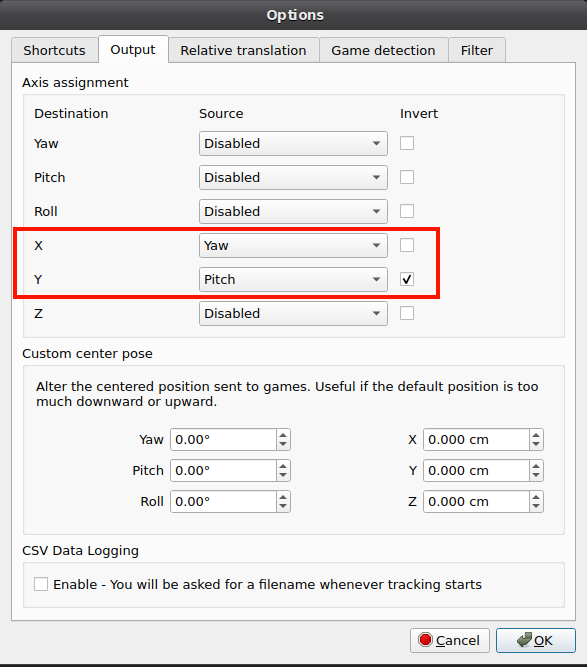 Options
Shortcuts Output Relative translation Game detection Filter
Axis assignment
Destination Source Invert
Yaw Disabled
Pitch Disabled
Roll Disabled
X Yaw
Y Pitch
Z Disabled
Custom center pose
Alter the centered position sent to games. Useful if the default position is too
much downward or upward.
Yaw 0.00° X 0.000 cm
Pitch 0.00° Y 0.000 cm
Roll 0.00° Z 0.000 cm
CSV Data Logging
Enable - You will be asked for a filename whenever tracking starts
Cancel OK